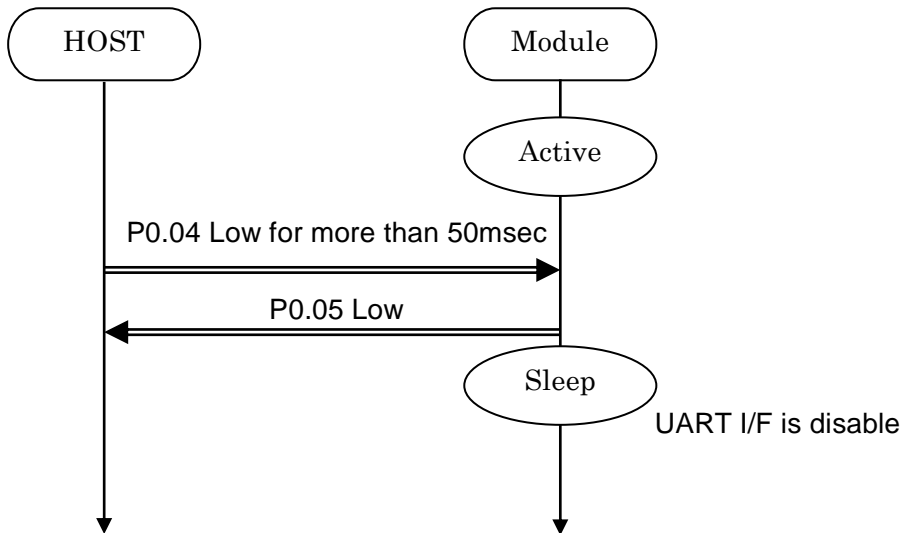 HOST
Module
Active
P0.04 Low for more than 50msec
P0.05 Low
Sleep
UART I/F is disable